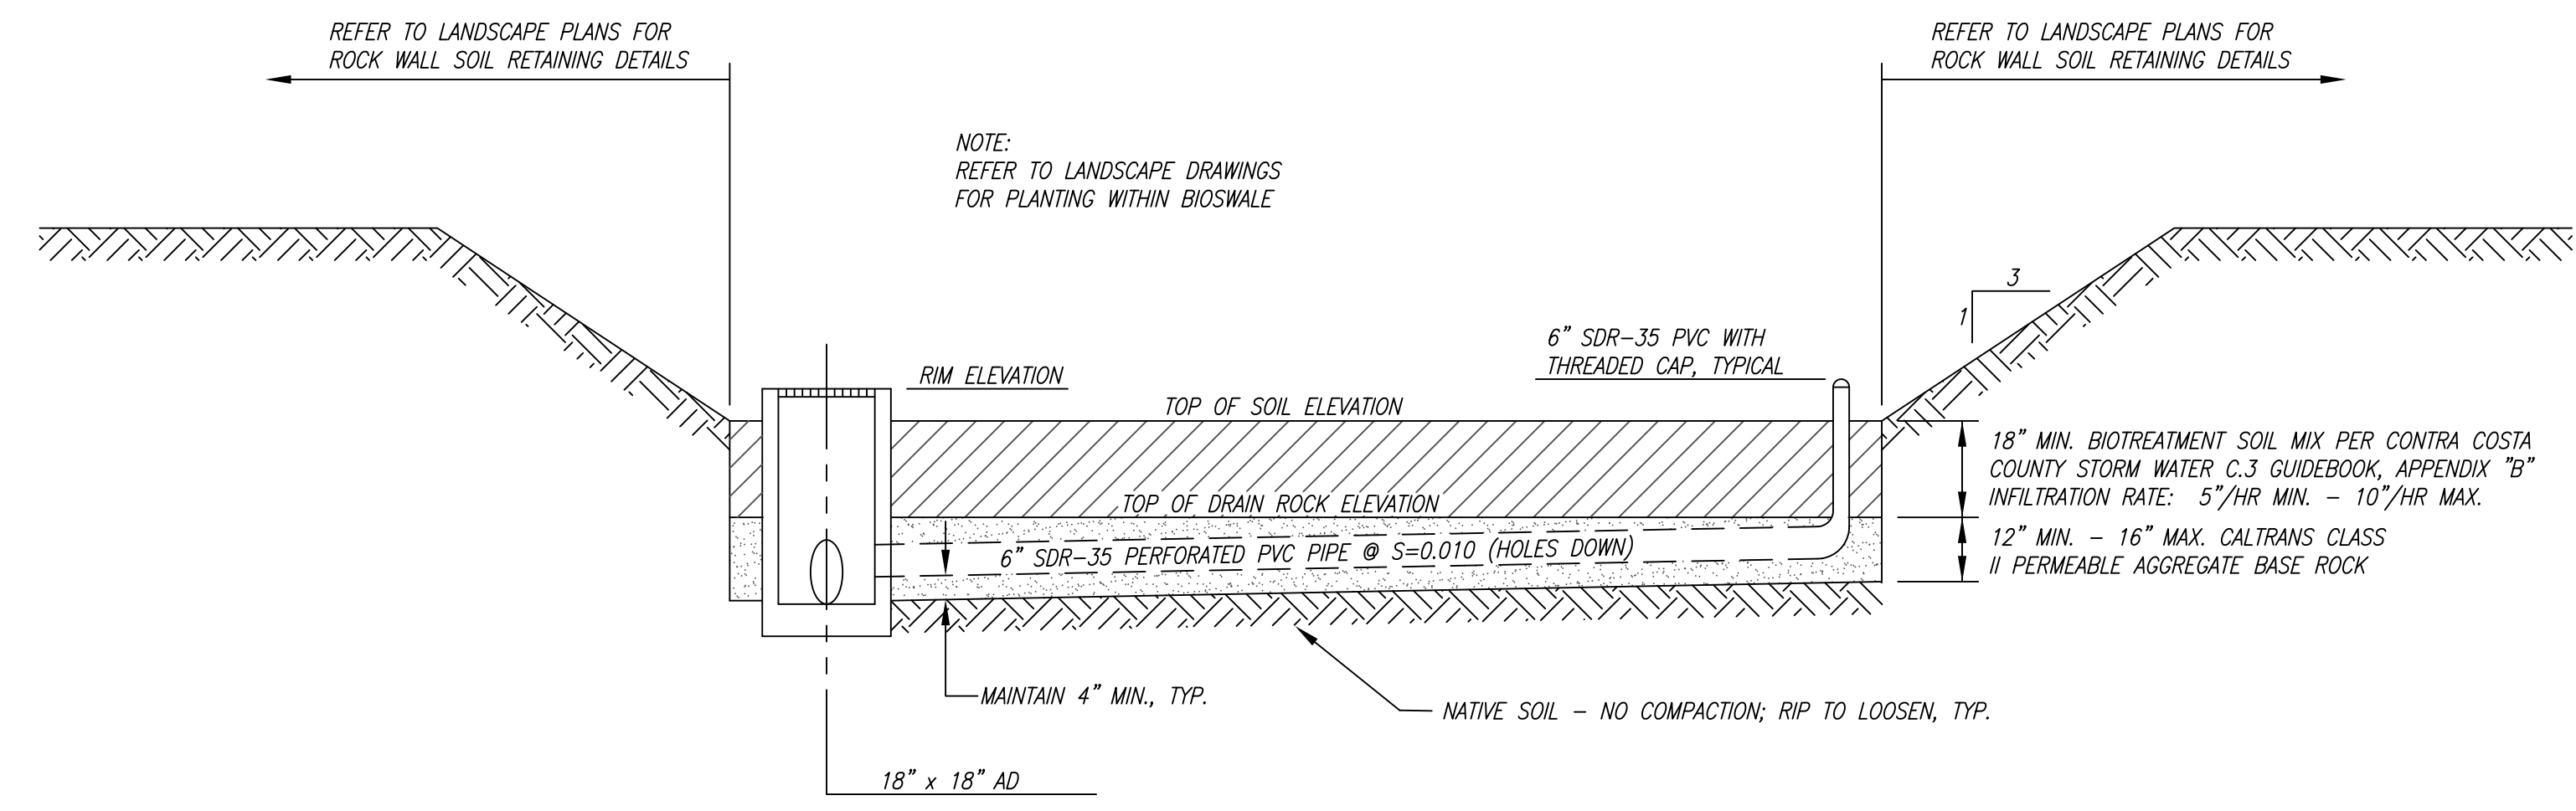 REFER TO LANDSCAPE PLANS FOR
ROCK WALL SOIL RETAINING DETAILS
REFER TO LANDSCAPE PLANS FOR
ROCK WALL SOIL RETAINING DETAILS
NOTE:
REFER TO LANDSCAPE DRAWINGS
FOR PLANTING WITHIN BIOSWALE
3
1
6" SDR-35 PVC WITH
THREADED CAP, TYPICAL
RIM ELEVATION
TOP OF SOIL ELEVATION
18" MIN. BIOTREATMENT SOIL MIX PER CONTRA COSTA
COUNTY STORM WATER C.3 GUIDEBOOK, APPENDIX "B"
INFILTRATION RATE: 5"/HR MIN. - 10"/HR MAX.
TOP OF DRAIN ROCK ELEVATION
12" MIN. - 16" MAX. CALTRANS CLASS
II PERMEABLE AGGREGATE BASE ROCK
6" SDR-35 PERFORATED PVC PIPE @ S=0.010 (HOLES DOWN)
MAINTAIN 4" MIN., TYP.
NATIVE SOIL - NO COMPACTION; RIP TO LOOSEN, TYP.
18" x 18" AD